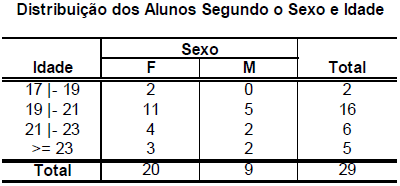 Distribuição dos Alunos Segundo o Sexo e Idade
Sexo
Idade F M Total
17 |- 19 2 0 2
19 |- 21 11 5 16
21 |- 23 4 2 6
>= 23 3 2 5
Total 20 9 29